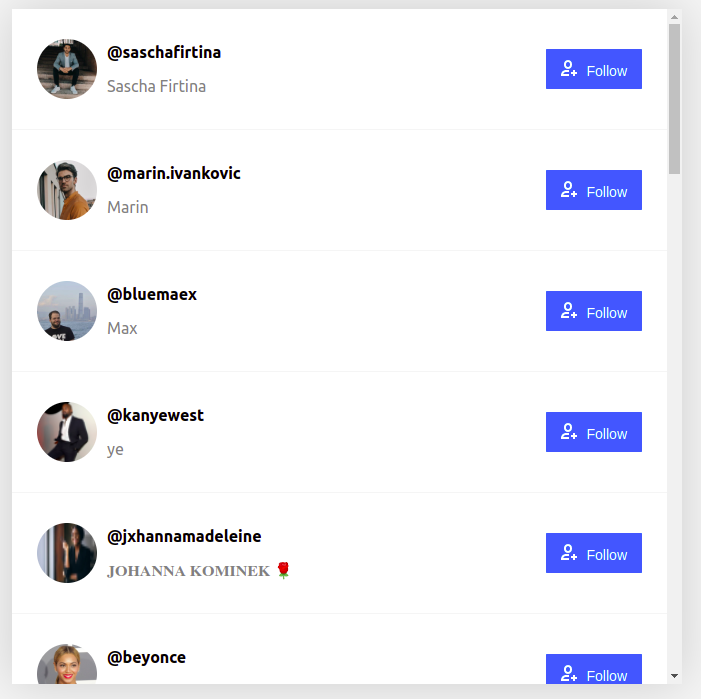 @saschafirtina
Sascha Firtina
Follow
@marin.ivankovic
Marin
Follow
@bluemaex
Max
Follow
@kanyewest
ye
Follow
@jxhannamadeleine
𝐉𝐎𝐇𝐀𝐍𝐍𝐀 𝐊𝐎𝐌𝐈𝐍𝐄𝐊 🌹
Follow
@beyonce
Follow